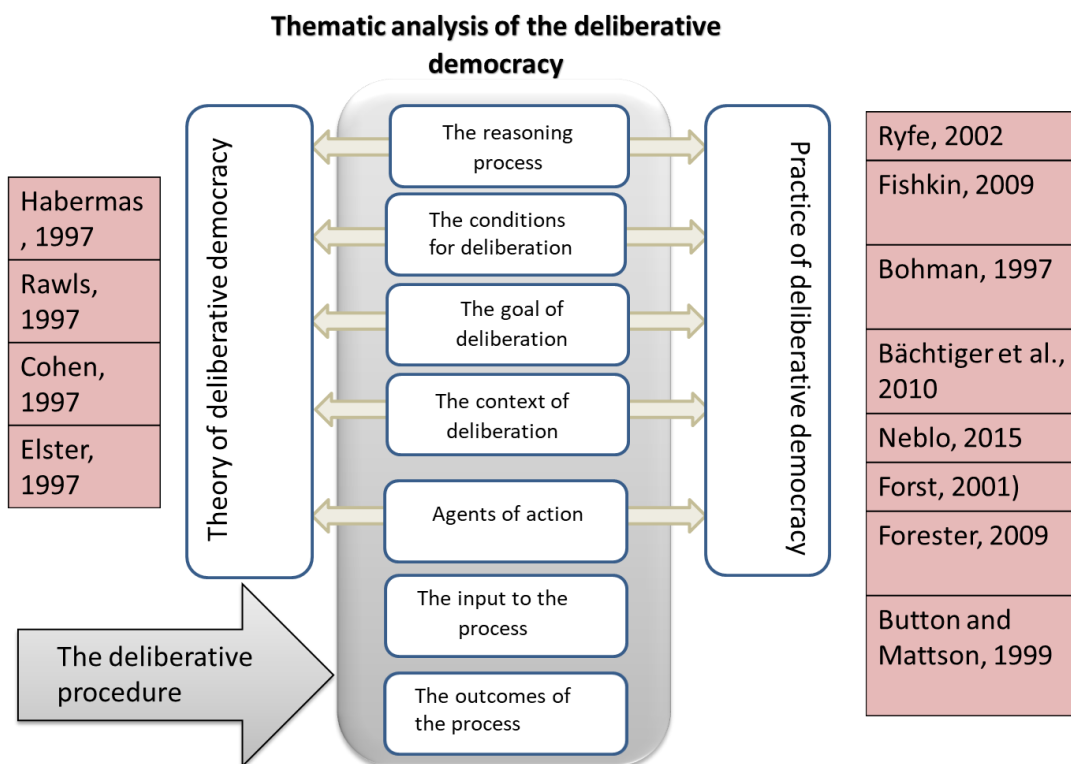 Thematic analysis of the deliberative
democracy
Habermas
, 1997
Rawls,
1997
Cohen,
1997
Elster,
1997
Theory of deliberative democracy
The reasoning
process
The conditions
for deliberation
The goal of
deliberation
The context of
deliberation
Agents of action
The input to the
process
The outcomes of
the process
Practice of deliberative democracy
Ryfe, 2002
Fishkin, 2009
Bohman, 1997
Bächtiger et al.,
2010
Neblo, 2015
Forst, 2001)
Forester, 2009
Button and
Mattson, 1999
The deliberative
procedure